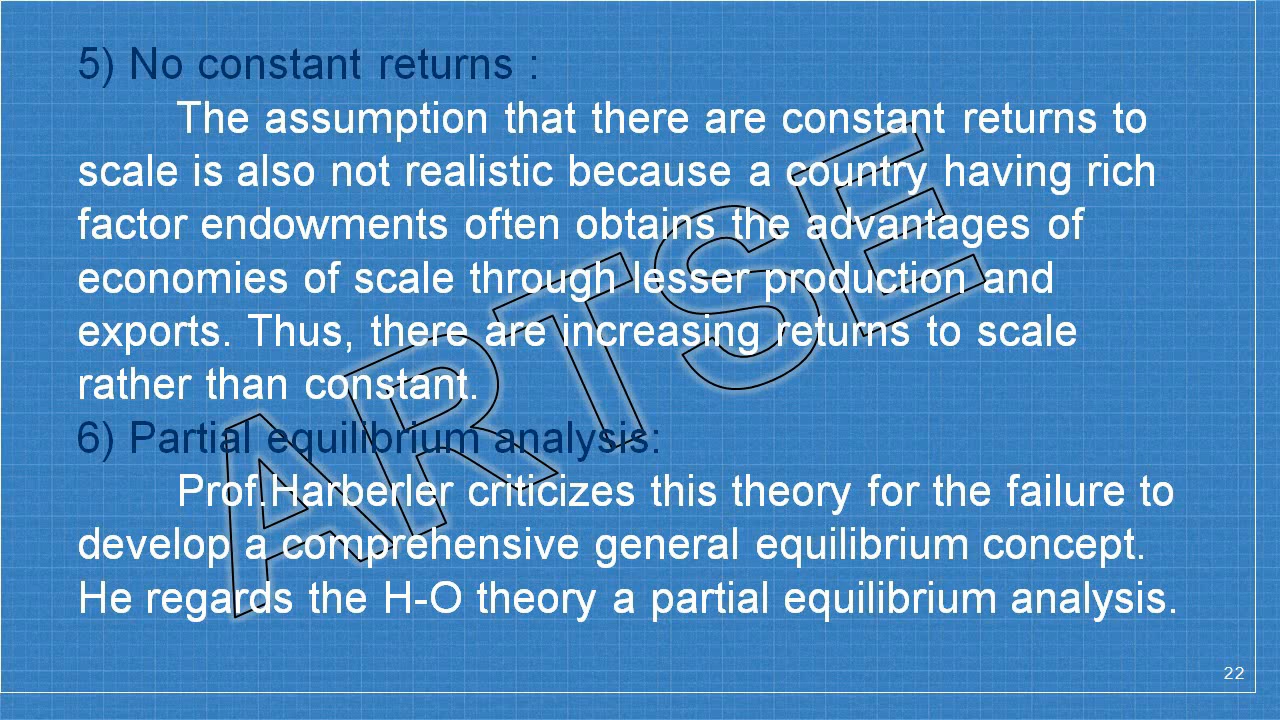 5) No constant returns :
The assumption that there are constant returns to
scale is also not realistic because a country having rich
factor endowments often obtains the advantages of
economies of scale through lesser production and
exports. Thus, there are increasing returns to scale
rather than constant.
6) Partial equilibrium analysis:
Prof.Harberler criticizes this theory for the failure to
develop a comprehensive general equilibrium concept.
He regards the H-O theory a partial equilibrium analysis.
ARTSE
22